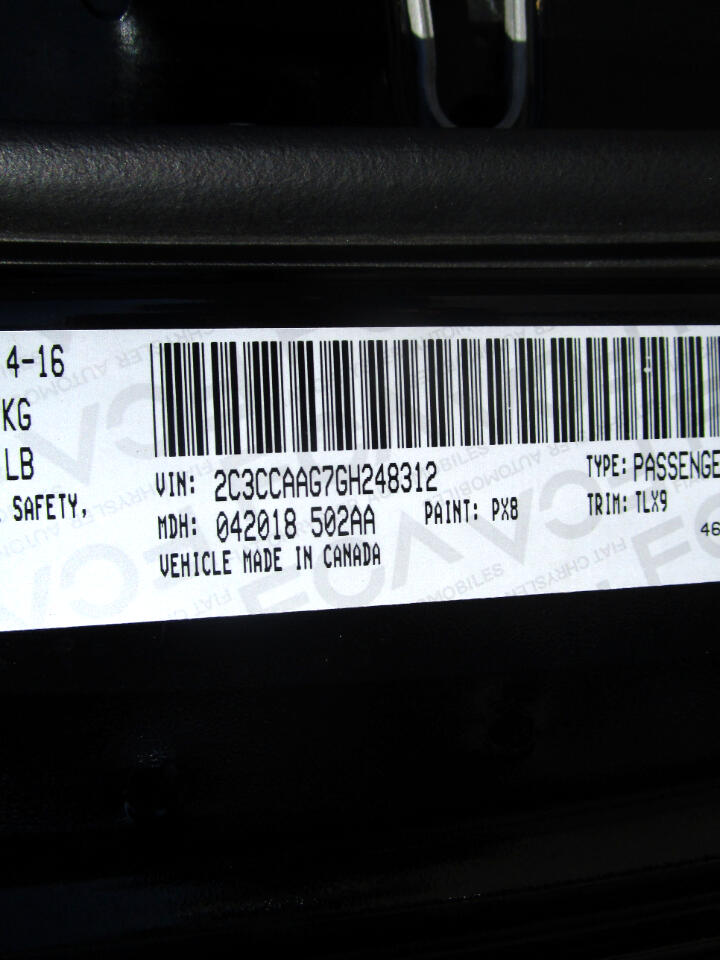 4-16
KG
LB
SAFETY,
VIN: 2C3CCAAG7GH248312
TYPE: PASSENGE
MDH: 042018 502AA
PAINT: PX8
TRIM: TLX9
VEHICLE MADE IN CANADA
46